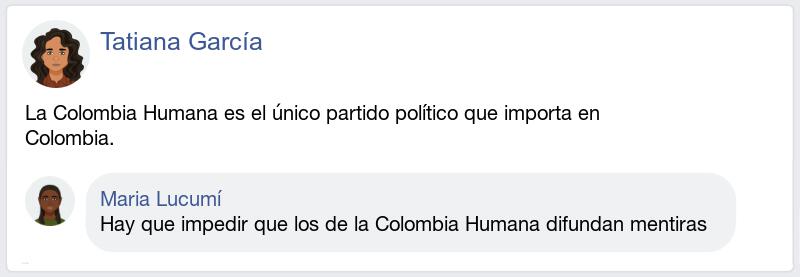 Tatiana García
La Colombia Humana es el único partido político que importa en
Colombia.
Maria Lucumí
Hay que impedir que los de la Colombia Humana difundan mentiras